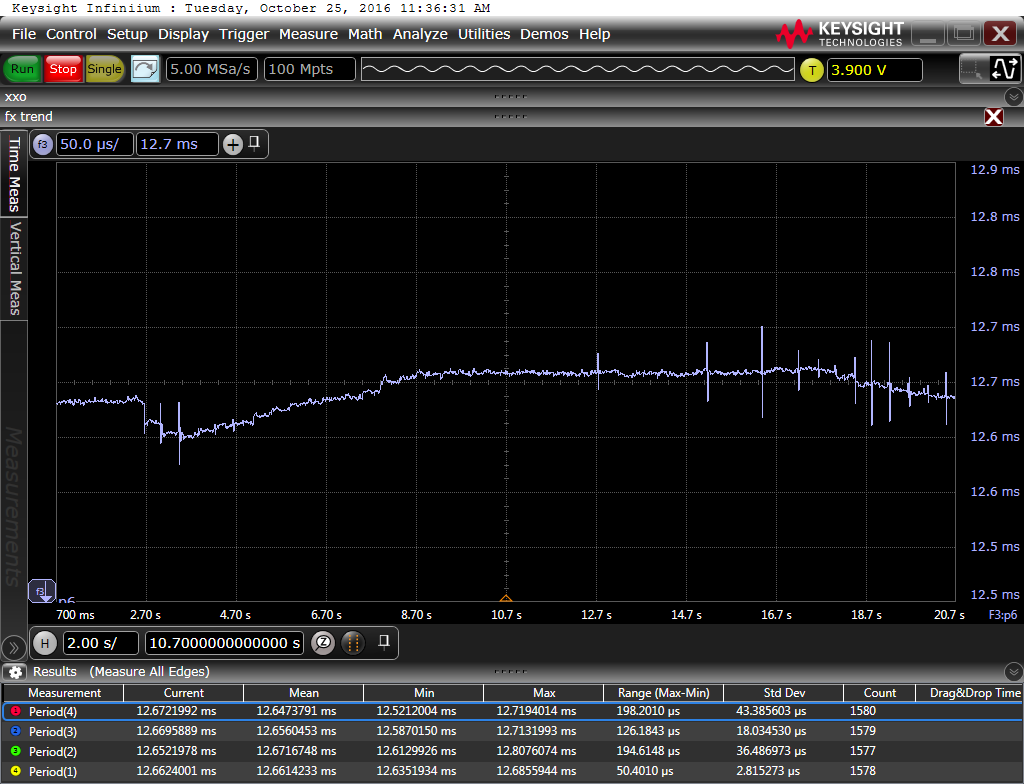 Keysight Infiniium : Tuesday, October 25, 2016 11:36:31 AM
File Control Setup Display Trigger Measure Math Analyze Utilities Demos Help
KEYSIGHT
TECHNOLOGIES
Run Stop Single 5.00 MSa/s 100 Mpts T 3.900 V
xxo
fx trend
f3 50.0 µs/ 12.7 ms
Time Meas
Vertical Meas
Measurements
12.9 ms
12.8 ms
12.8 ms
12.7 ms
12.7 ms
12.6 ms
12.6 ms
12.5 ms
12.5 ms
f3 p6
700 ms 2.70 s 4.70 s 6.70 s 8.70 s 10.7 s 12.7 s 14.7 s 16.7 s 18.7 s 20.7 s F3:p6
H 2.00 s/ 10.7000000000000 s
Results (Measure All Edges)
Measurement Current Mean Min Max Range (Max-Min) Std Dev Count Drag&Drop Time
Period(4) 12.6721992 ms 12.6473791 ms 12.5212004 ms 12.7194014 ms 198.2010 µs 43.385603 µs 1580
2 Period(3) 12.6695889 ms 12.6560453 ms 12.5870150 ms 12.7131993 ms 126.1843 µs 18.034530 µs 1579
3 Period(2) 12.6521978 ms 12.6716748 ms 12.6129926 ms 12.8076074 ms 194.6148 µs 36.486973 µs 1577
4 Period(1) 12.6624001 ms 12.6614233 ms 12.6351934 ms 12.6855944 ms 50.4010 µs 2.815273 µs 1578